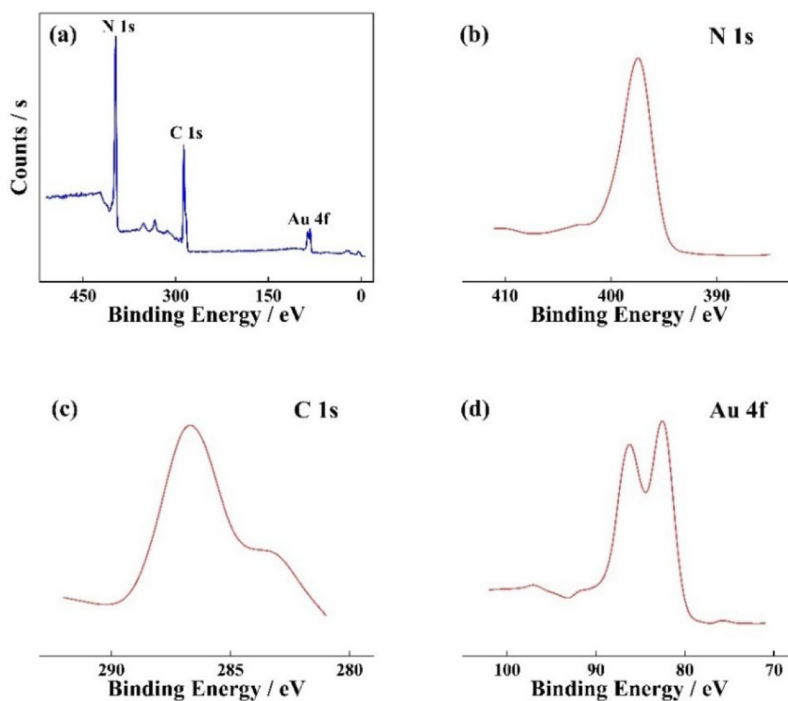 (a)
N 1s
C 1s
Au 4f
Counts / s
450
300
150
0
Binding Energy / eV
(b)
N 1s
410
400
390
Binding Energy / eV
(c)
C 1s
290
285
280
Binding Energy / eV
(d)
Au 4f
100
90
80
70
Binding Energy / eV